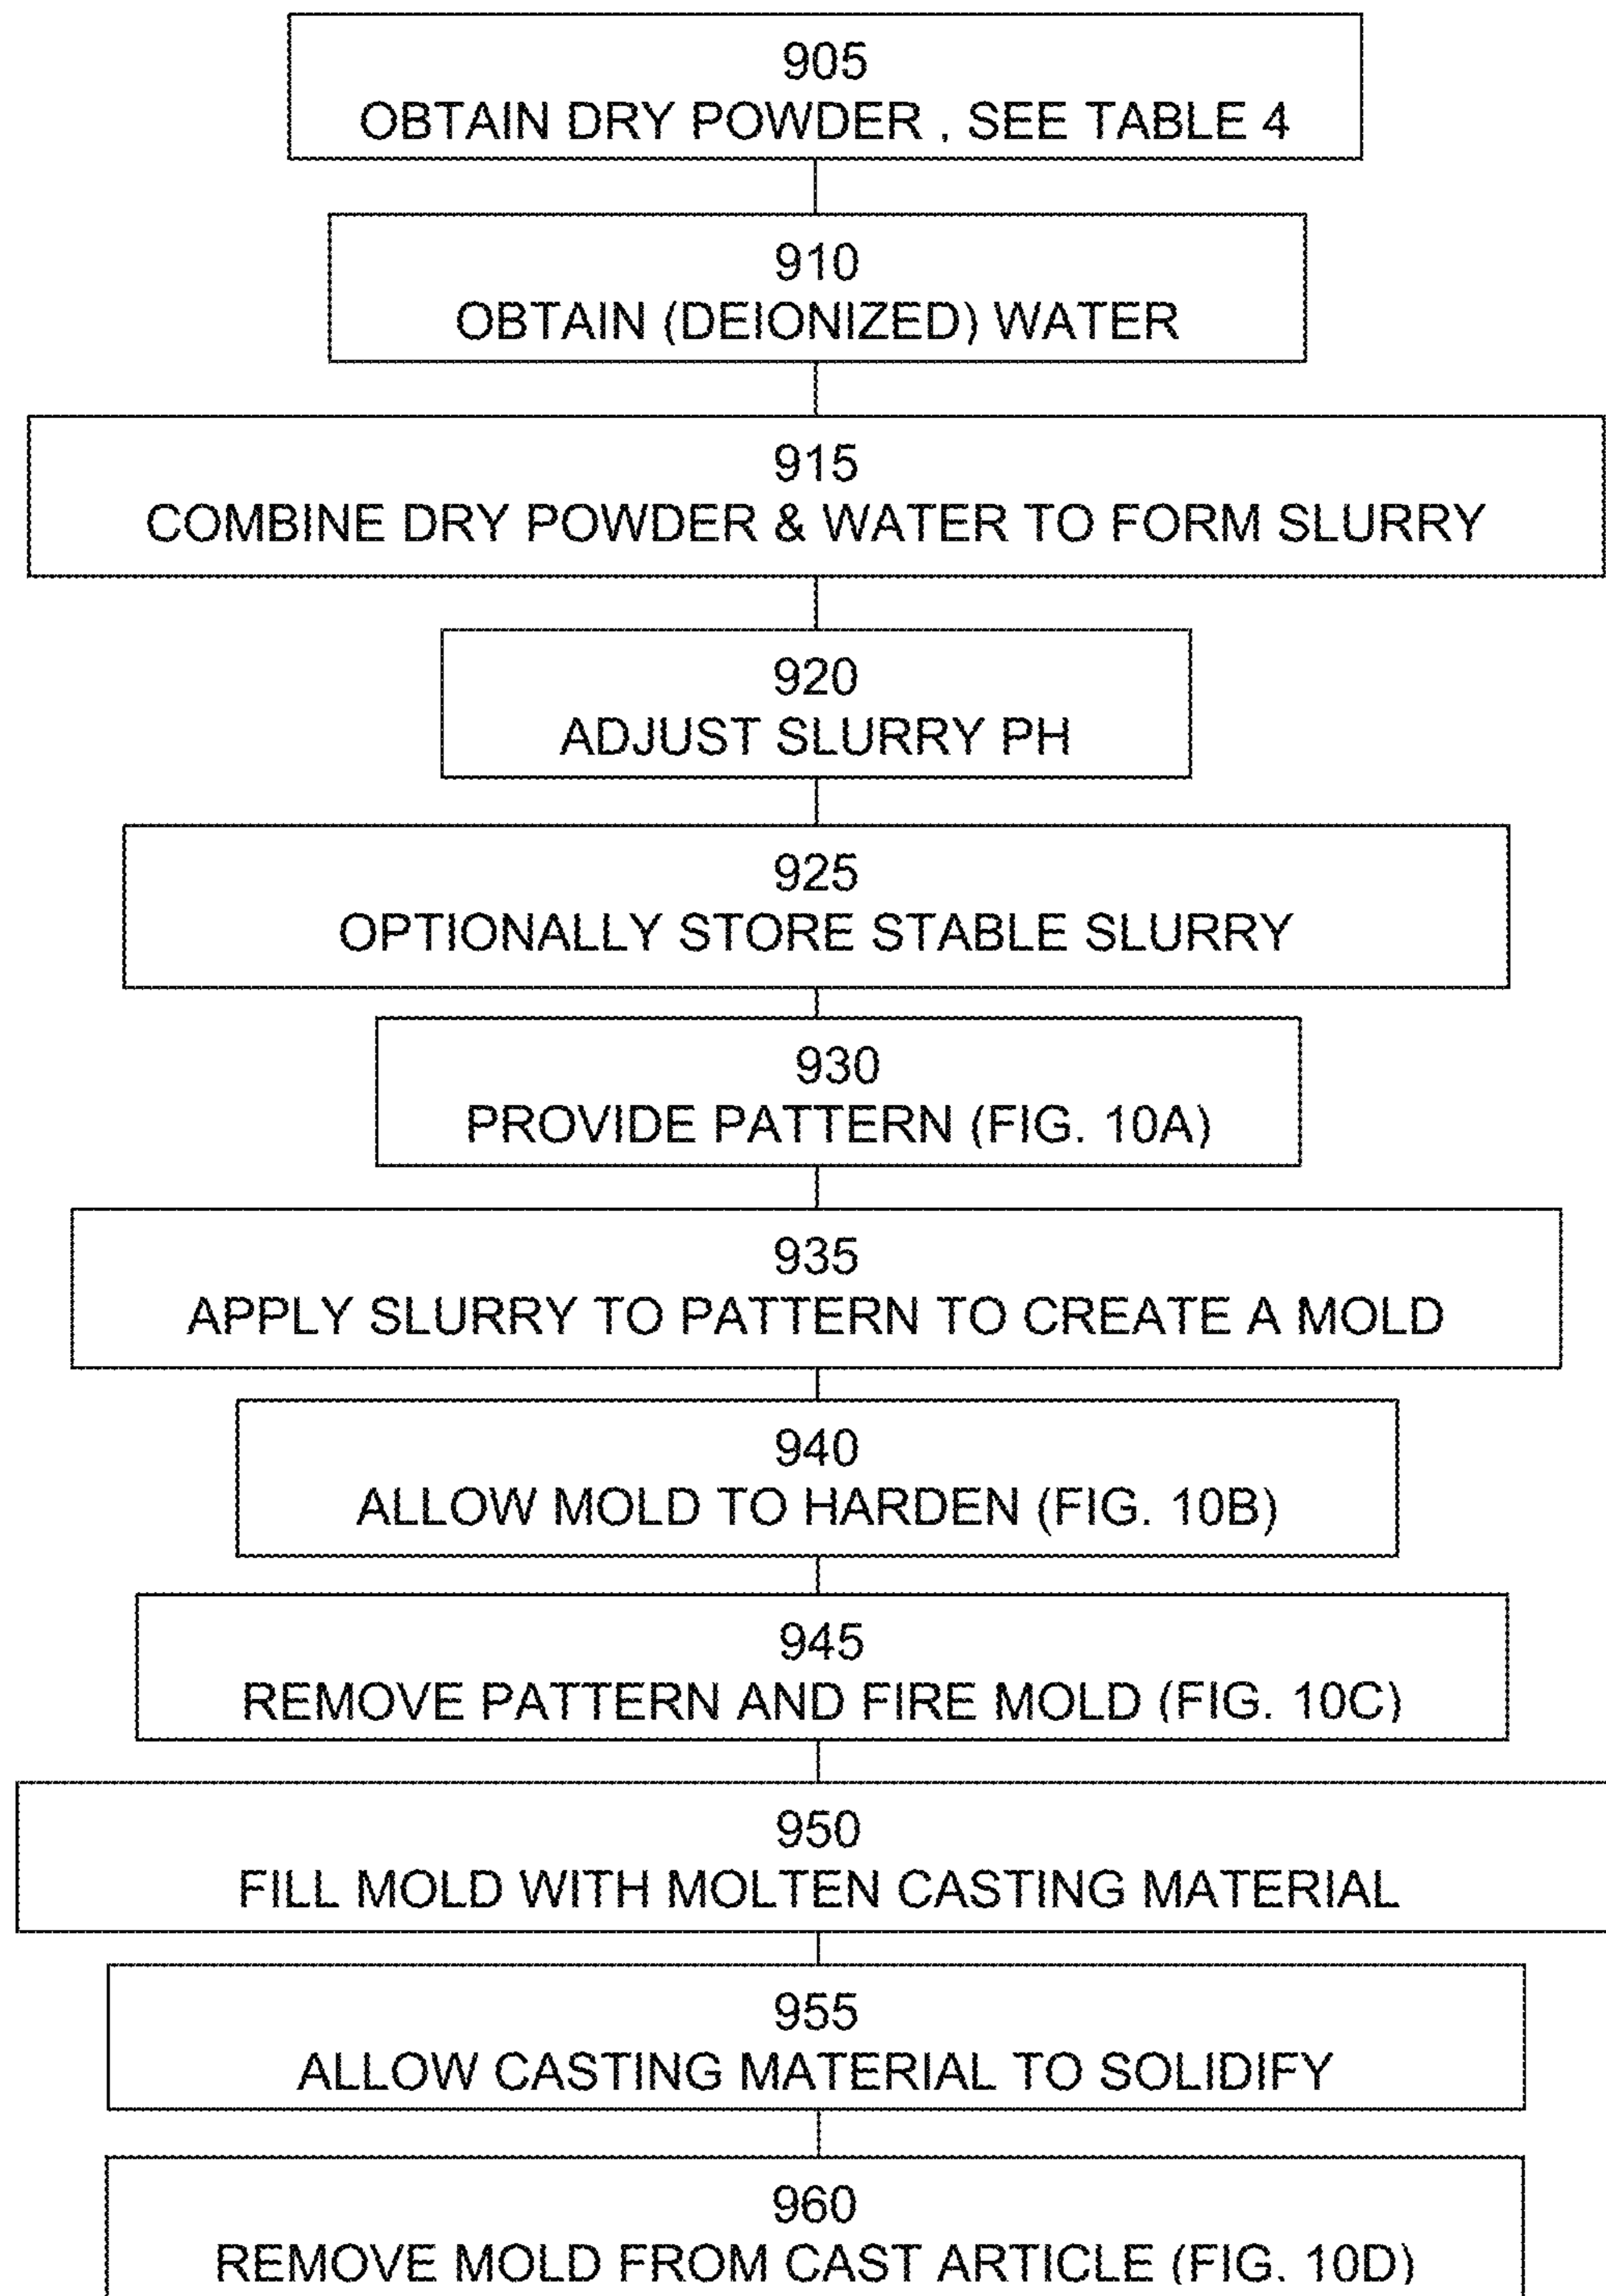 905
OBTAIN DRY POWDER , SEE TABLE 4
910
OBTAIN (DEIONIZED) WATER
915
COMBINE DRY POWDER & WATER TO FORM SLURRY
920
ADJUST SLURRY PH
925
OPTIONALLY STORE STABLE SLURRY
930
PROVIDE PATTERN (FIG. 10A)
935
APPLY SLURRY TO PATTERN TO CREATE A MOLD
940
ALLOW MOLD TO HARDEN (FIG. 10B)
945
REMOVE PATTERN AND FIRE MOLD (FIG. 10C)
950
FILL MOLD WITH MOLTEN CASTING MATERIAL
955
ALLOW CASTING MATERIAL TO SOLIDIFY
960
REMOVE MOLD FROM CAST ARTICLE (FIG. 10D)